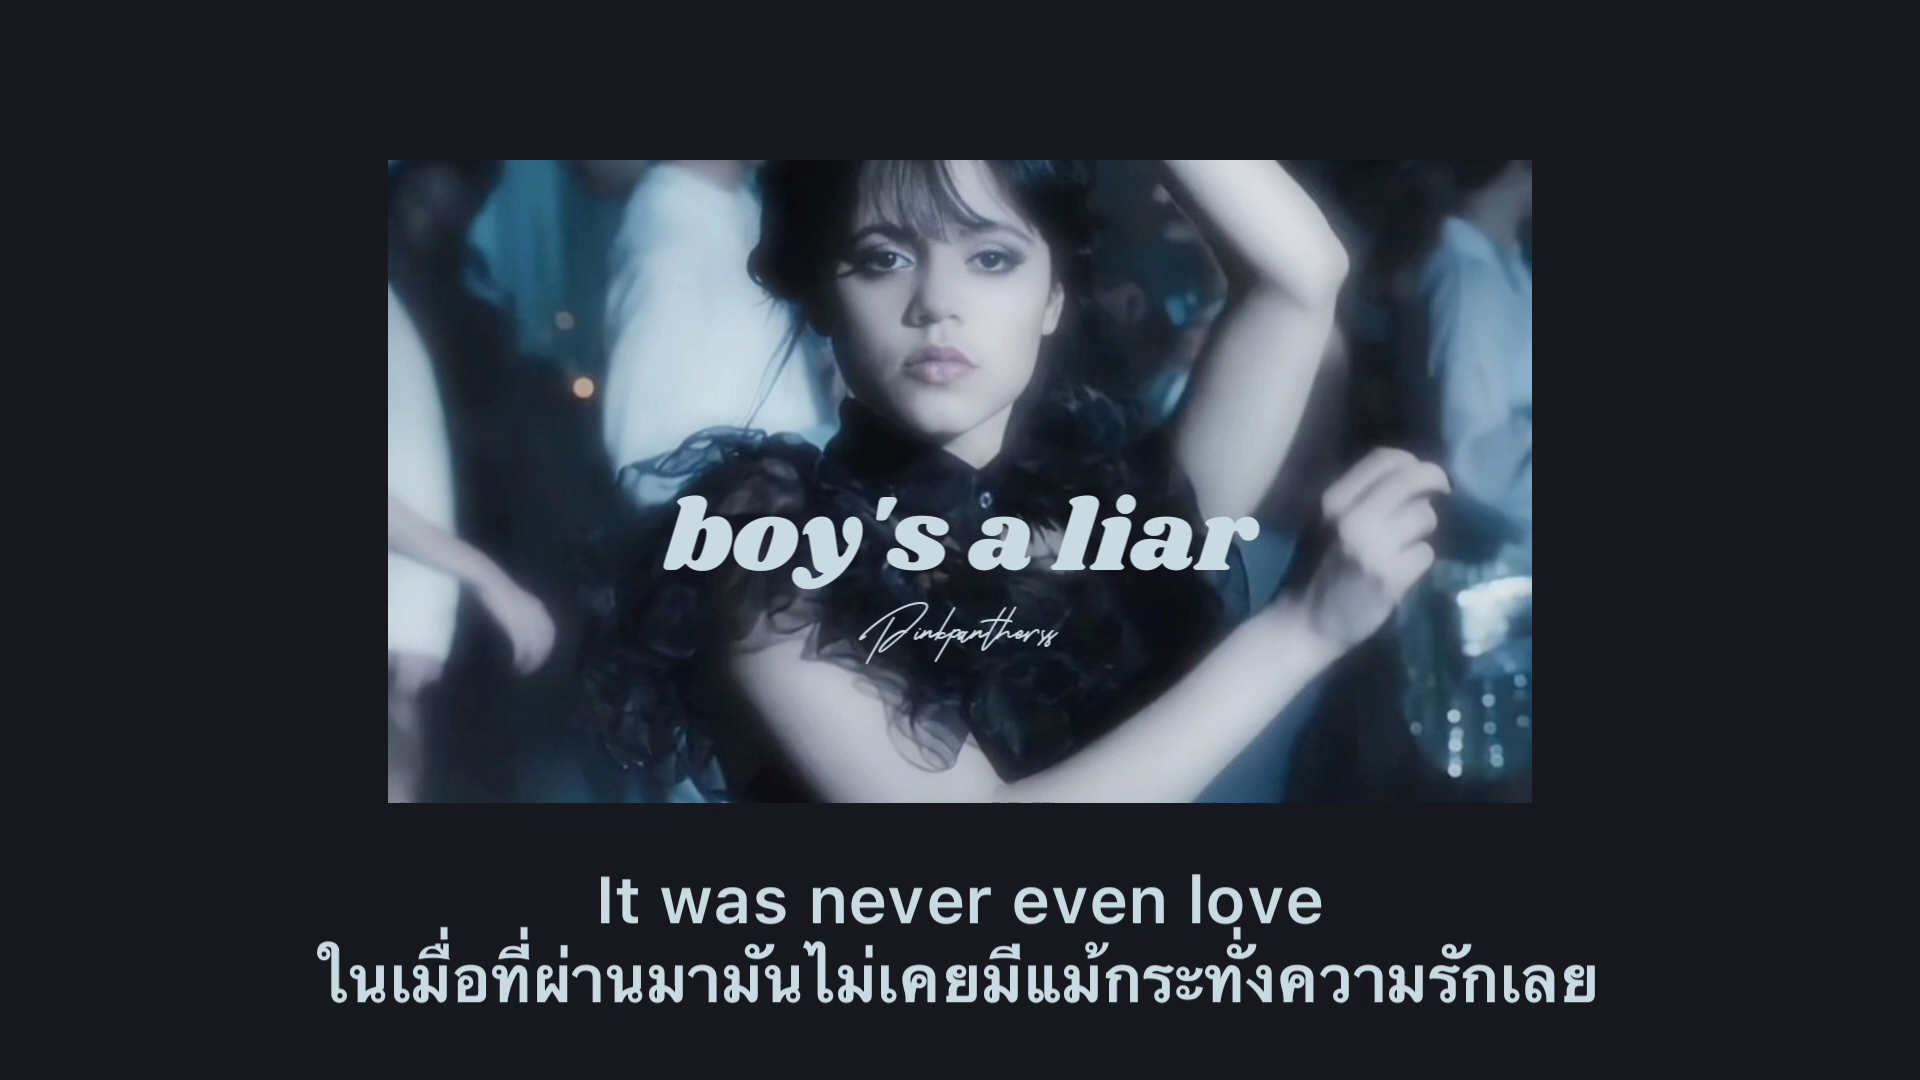 boy's a liar
Pinkpantherss
It was never even love
ในเมื่อที่ผ่านมามันไม่เคยมีแม้กระทั่งความรักเลย